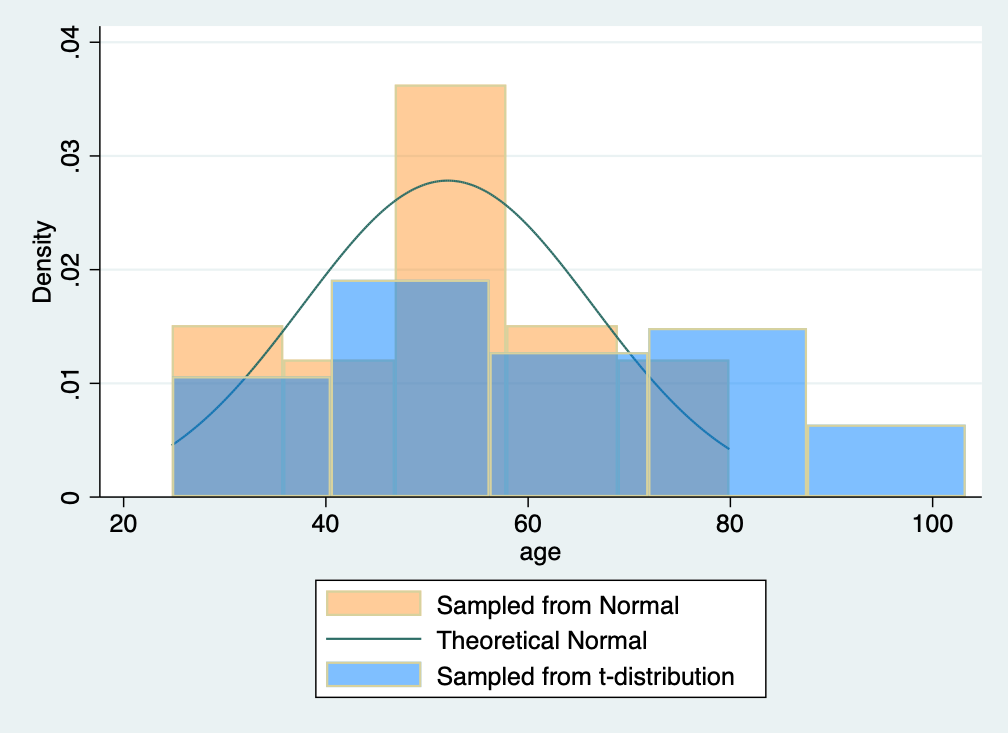 .04
.03
.02
.01
0
Density
20 40 60 80 100
age
Sampled from Normal
Theoretical Normal
Sampled from t-distribution